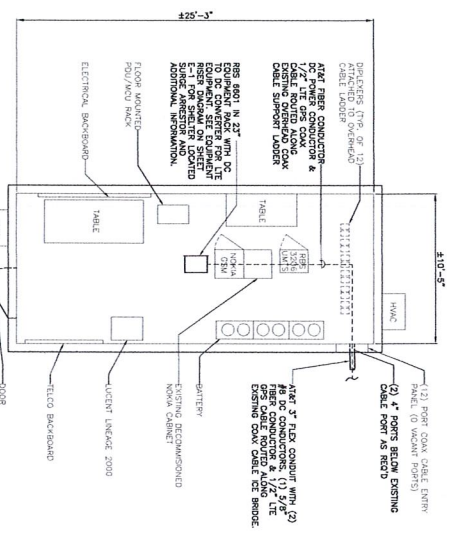 ±25'-3"
DIPLEXERS (TYP. OF 12)
ATTACHED TO OVERHEAD
CABLE LADDER
AT&T FIBER CONDUCTOR
DC POWER CONDUCTOR &
1/2" LTE GPS COAX
CABLE ROUTED ALONG
EXISTING OVERHEAD COAX
CABLE SUPPORT LADDER
RBS 6601 IN 23"
EQUIPMENT RACK WITH DC
TO DC CONVERTER FOR LTE
EQUIPMENT. SEE EQUIPMENT
RISER DIAGRAM ON SHEET
E-1 FOR SHELTER LOCATED
SURGE ARRESTOR AND
ADDITIONAL INFORMATION.
FLOOR MOUNTED
PDU/MCU RACK
ELECTRICAL BACKBOARD
±10'-5"
HVAC
TABLE
RBS
3206
UMTS
NOKIA
GSM
TABLE
(12) PORT COAX CABLE ENTRY
PANEL (0 VACANT PORTS)
(2) 4" PORTS BELOW EXISTING
CABLE PORT AS REQ'D
AT&T 3" FLEX CONDUIT WITH (2)
#8 DC CONDUCTORS, (1) 5/8"
FIBER CONDUCTOR & 1/2" LTE
GPS CABLE ROUTED ALONG
EXISTING COAX CABLE ICE BRIDGE.
BATTERY
EXISTING DECOMMISIONED
NOKIA CABINET
LUCENT LINEAGE 2000
TELCO BACKBOARD
DOOR